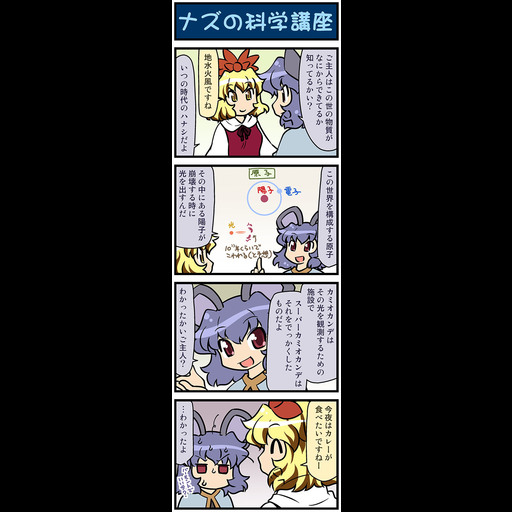 ナズの科学講座
ご主人はこの世の物質が
なにからできてるか
知ってるかい?
地水火風ですね
いつの時代のハナシだよ
この世界を構成する原子
原子
陽子
電子
その中にある陽子が
崩壊する時に
光を出すんだ
こわれる(と予想)
カミオカンデは
その光を観測するための
施設で
スーパーカミオカンデは
それをでっかくした
ものだよ
わかったかいご主人?
今夜はカレーが
食べたいですねー
…わかったよ